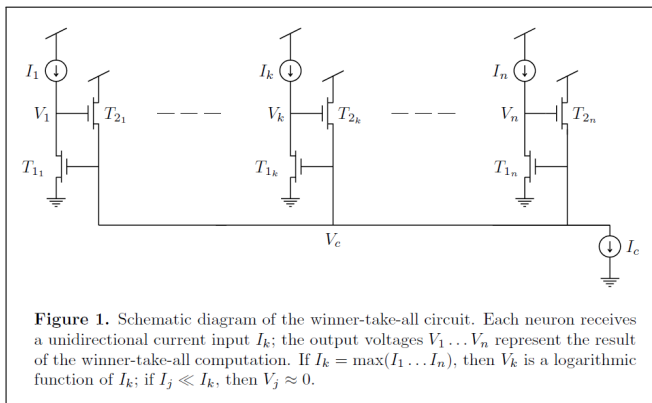 I₁ Iₖ Iₙ
V₁ T₂₁ Vₖ T₂ₖ Vₙ T₂ₙ
T₁₁ T₁ₖ T₁ₙ
V_c I_c
Figure 1. Schematic diagram of the winner-take-all circuit. Each neuron receives
a unidirectional current input Iₖ; the output voltages V₁ … Vₙ represent the result
of the winner-take-all computation. If Iₖ = max(I₁ … Iₙ), then Vₖ is a logarithmic
function of Iₖ; if Iⱼ ≪ Iₖ, then Vⱼ ≈ 0.